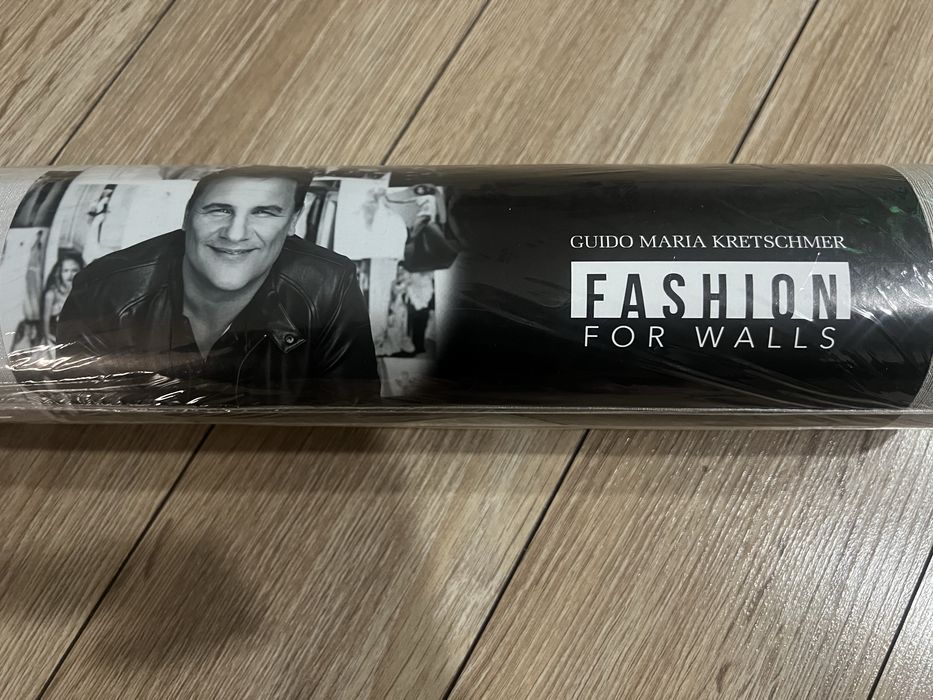 GUIDO MARIA KRETSCHMER
FASHION
FOR WALLS